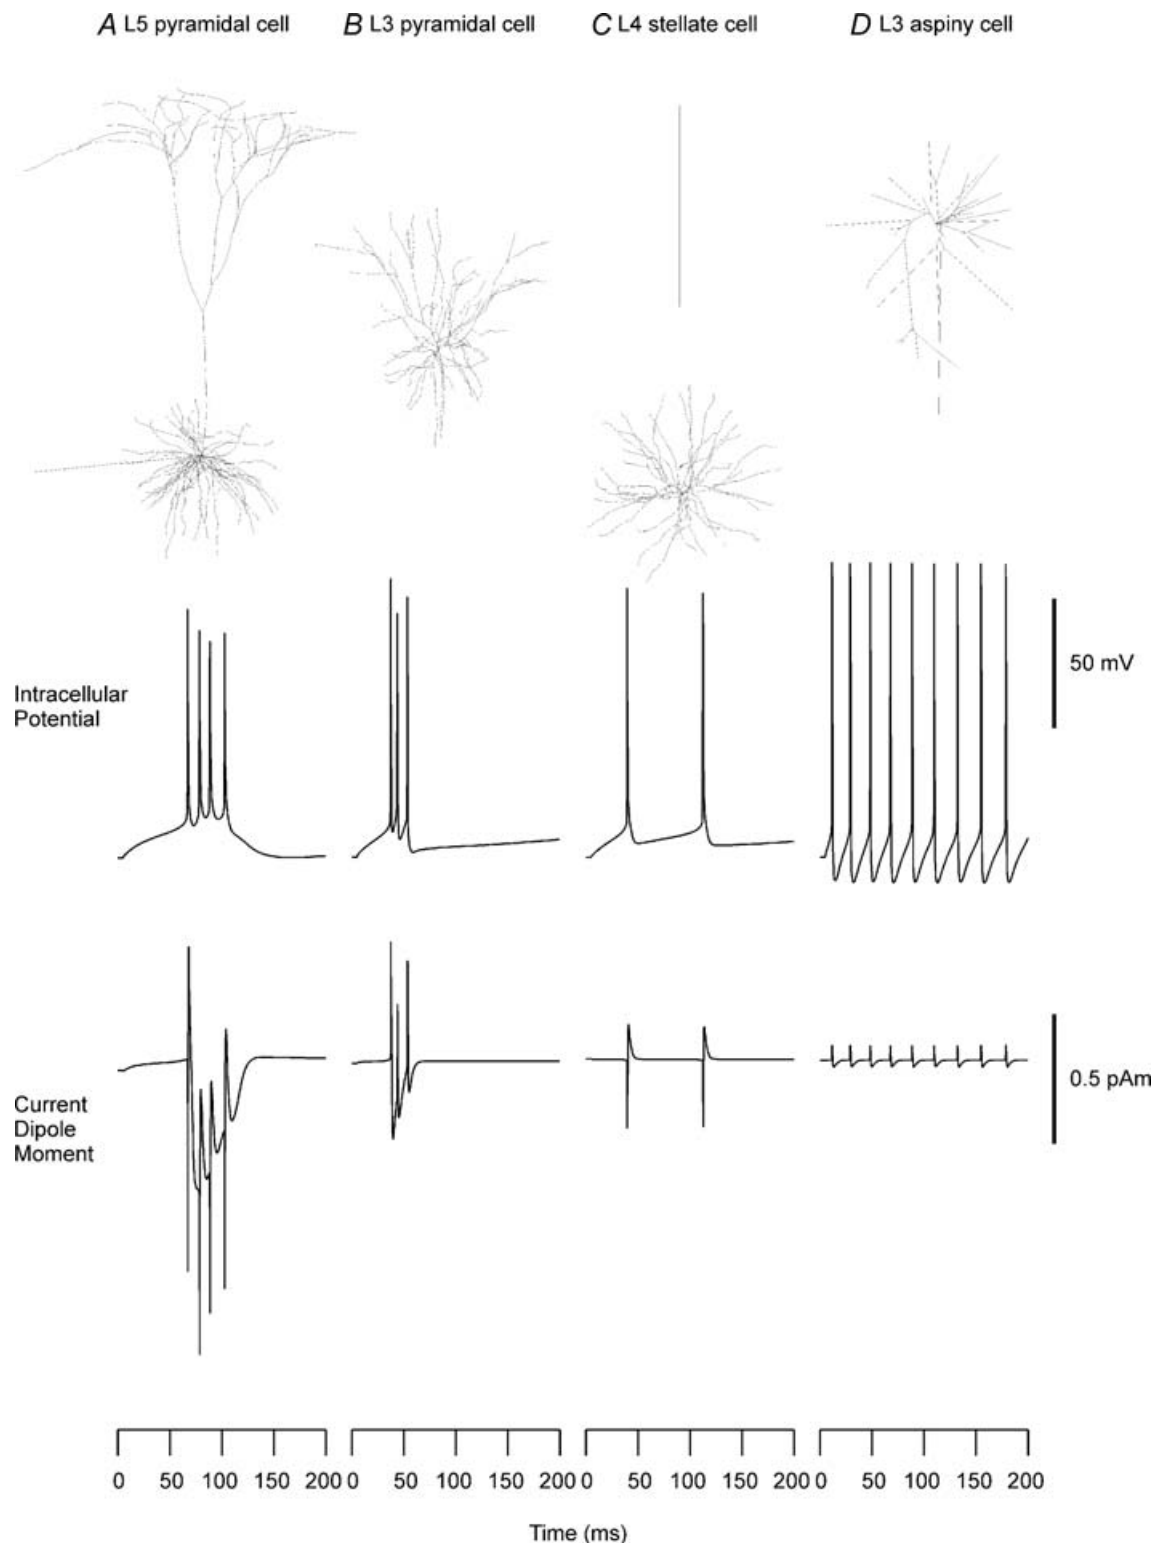 A L5 pyramidal cell
B L3 pyramidal cell
C L4 stellate cell
D L3 aspiny cell
Intracellular
Potential
50 mV
Current
Dipole
Moment
0.5 pAm
0 50 100 150 200
0 50 100 150 200
0 50 100 150 200
0 50 100 150 200
Time (ms)